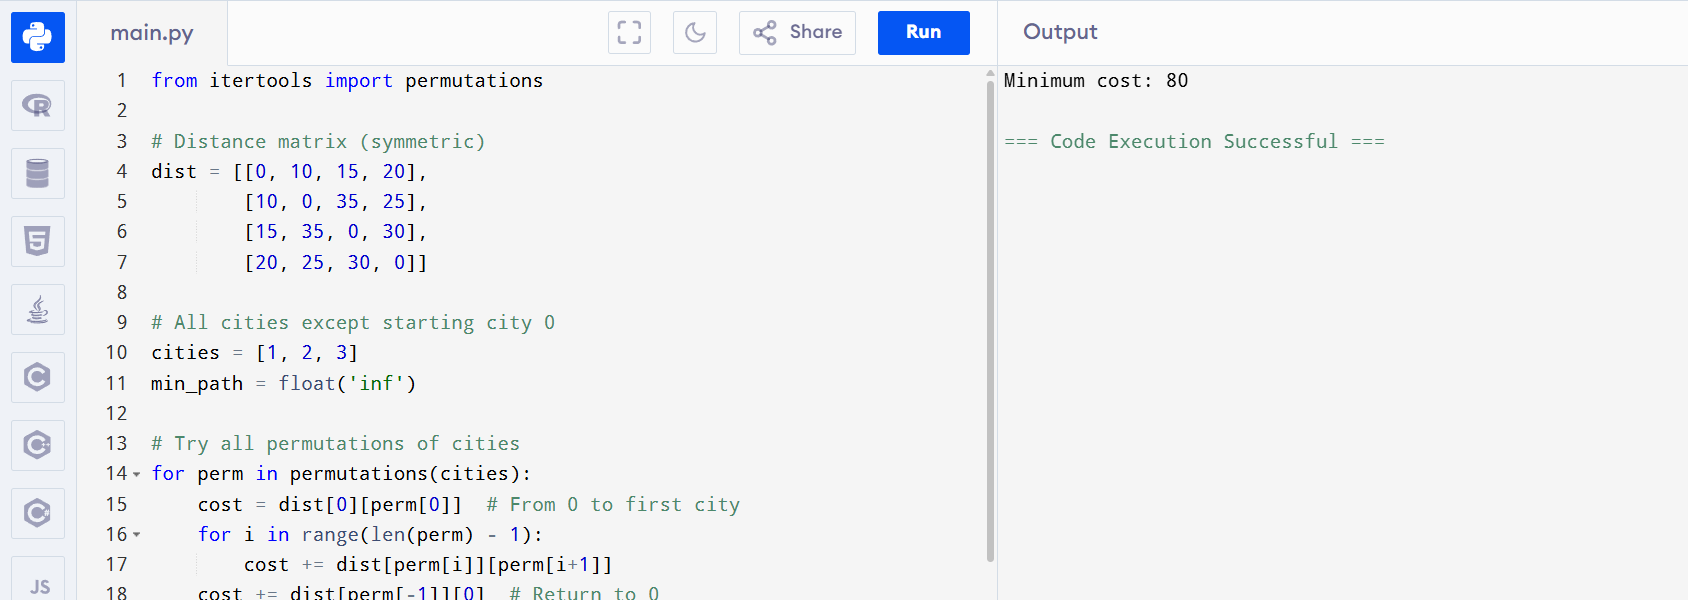 main.py
Share
Run
Output
1 from itertools import permutations
2
3 # Distance matrix (symmetric)
4 dist = [[0, 10, 15, 20],
5         [10, 0, 35, 25],
6         [15, 35, 0, 30],
7         [20, 25, 30, 0]]
8
9 # All cities except starting city 0
10 cities = [1, 2, 3]
11 min_path = float('inf')
12
13 # Try all permutations of cities
14 for perm in permutations(cities):
15     cost = dist[0][perm[0]]  # From 0 to first city
16     for i in range(len(perm) - 1):
17         cost += dist[perm[i]][perm[i+1]]
18     cost += dist[perm[-1]][0]  # Return to 0
Minimum cost: 80
=== Code Execution Successful ===
R
5
C
C++
C#
JS